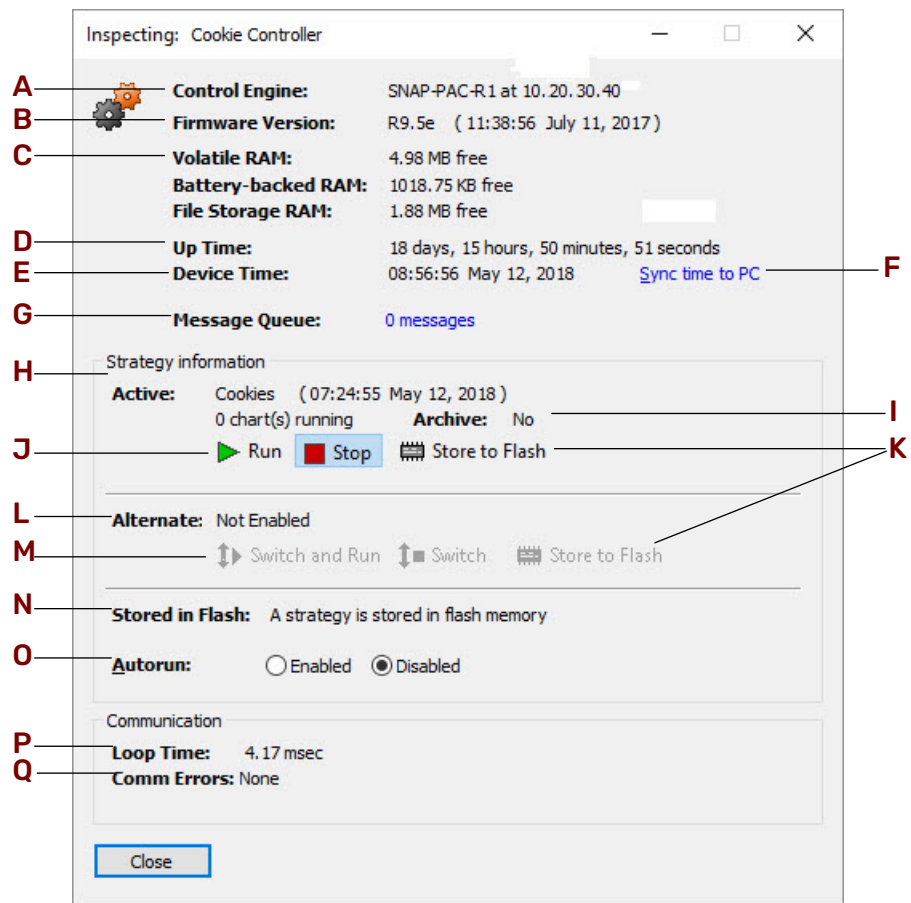 Inspecting: Cookie Controller
A Control Engine: SNAP-PAC-R1 at 10.20.30.40
B Firmware Version: R9.5e ( 11:38:56 July 11, 2017 )
C Volatile RAM: 4.98 MB free
Battery-backed RAM: 1018.75 KB free
File Storage RAM: 1.88 MB free
D Up Time: 18 days, 15 hours, 50 minutes, 51 seconds
E Device Time: 08:56:56 May 12, 2018 Sync time to PC F
G Message Queue: 0 messages
H Strategy information
Active: Cookies ( 07:24:55 May 12, 2018 )
0 chart(s) running Archive: No I
J Run Stop Store to Flash K
L Alternate: Not Enabled
M Switch and Run Switch Store to Flash
N Stored in Flash: A strategy is stored in flash memory
O Autorun: Enabled Disabled
Communication
P Loop Time: 4.17 msec
Q Comm Errors: None
Close